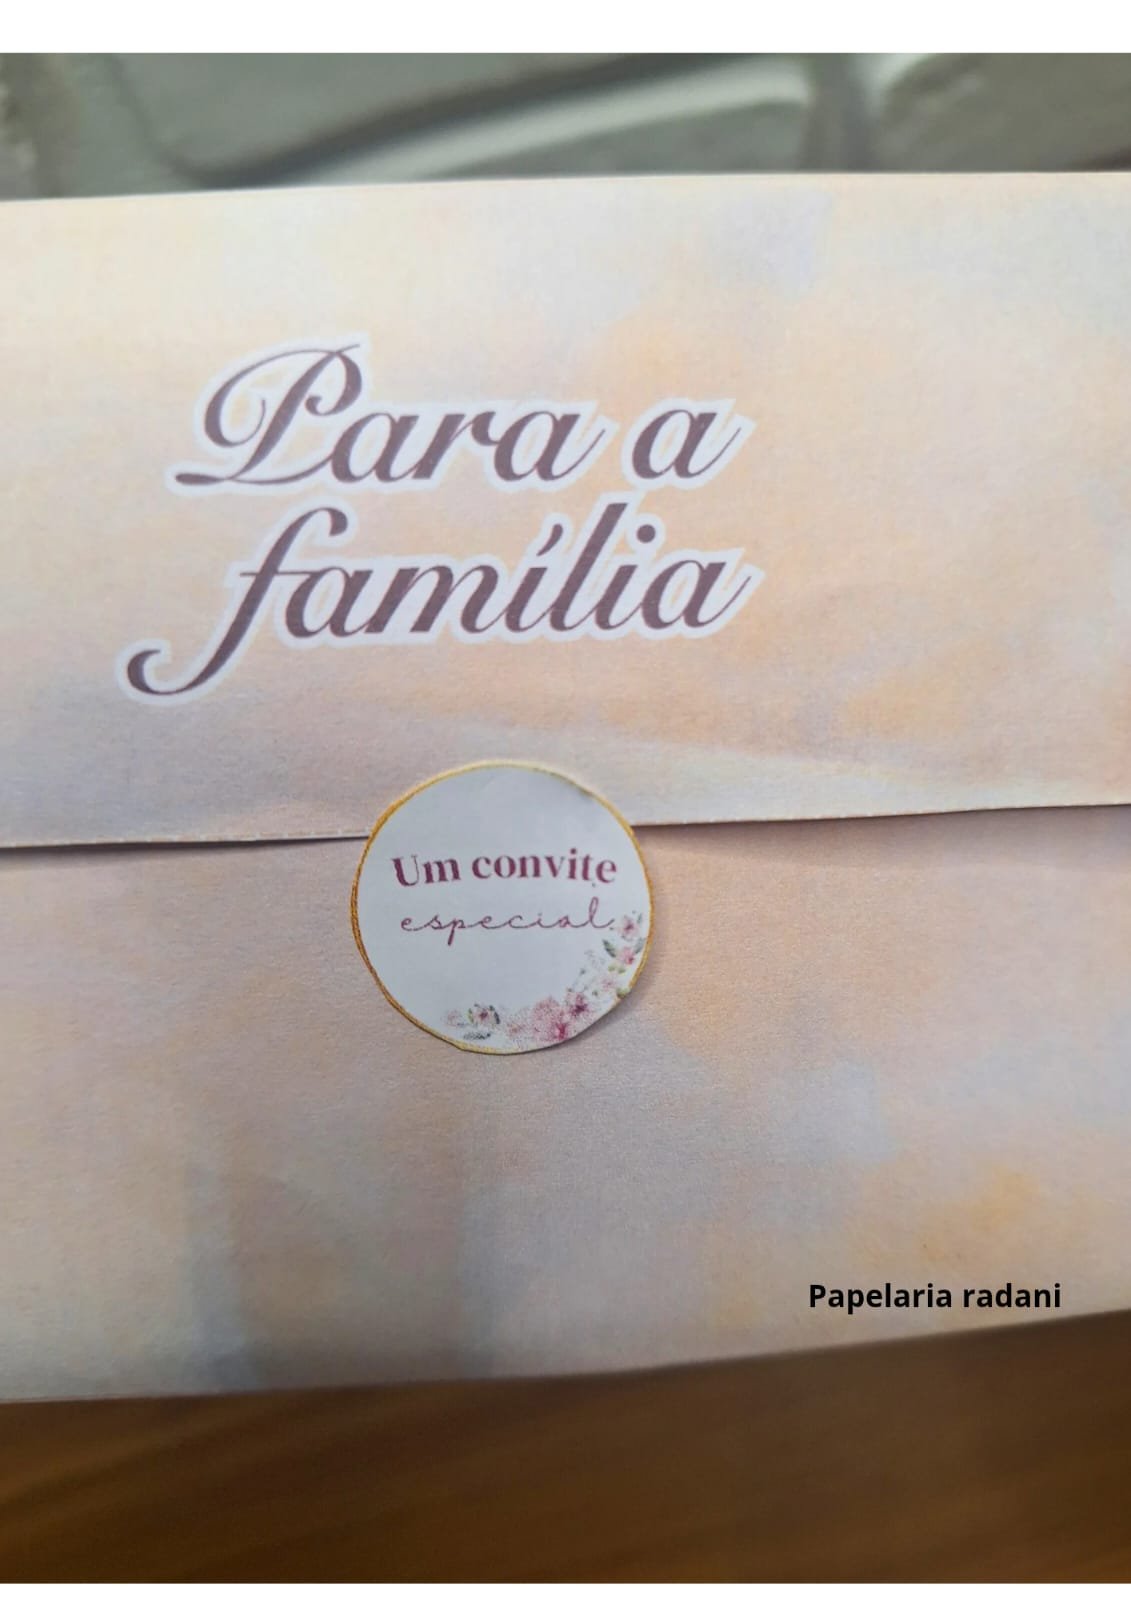 Para a
família
Um convite
especial
Papelaria radani